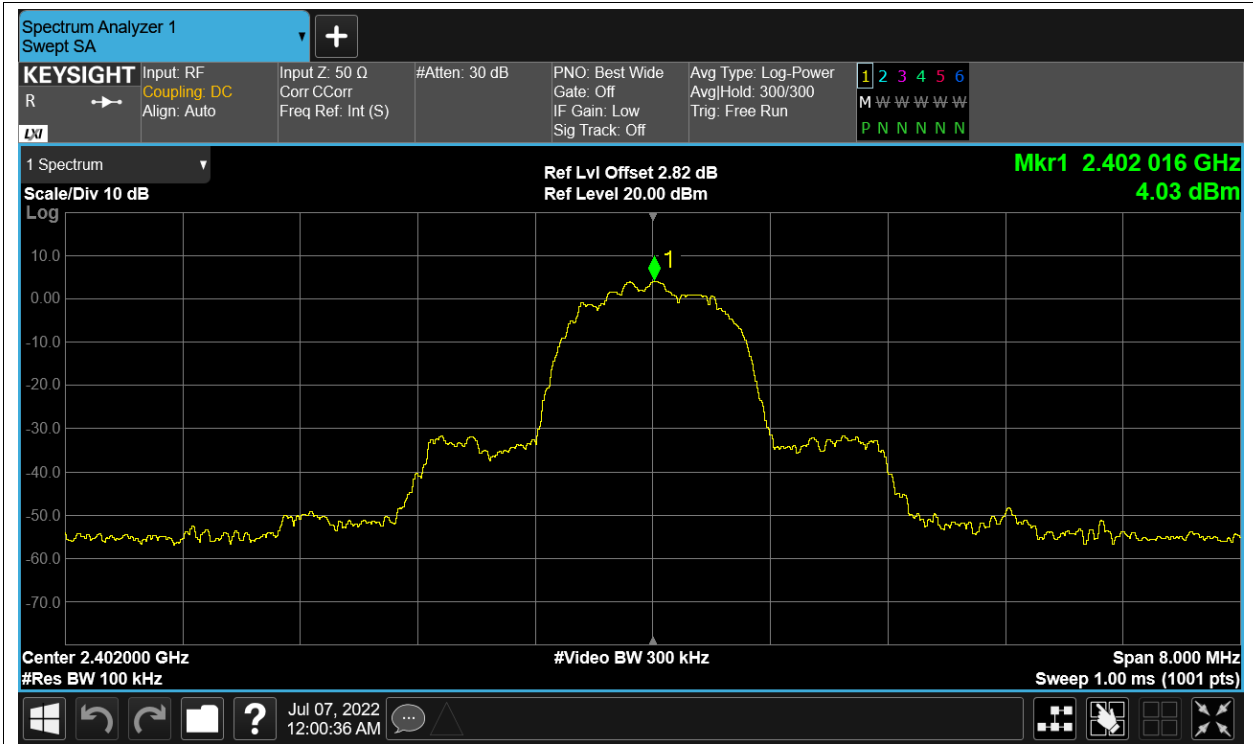 Spectrum Analyzer 1
Swept SA
KEYSIGHT
R
LXI
Input: RF
Coupling: DC
Align: Auto
Input Z: 50 Ω
Corr CCorr
Freq Ref: Int (S)
#Atten: 30 dB
PNO: Best Wide
Gate: Off
IF Gain: Low
Sig Track: Off
Avg Type: Log-Power
Avg|Hold: 300/300
Trig: Free Run
1 2 3 4 5 6
M W W W W W
P N N N N N
1 Spectrum
Scale/Div 10 dB
Log
Ref Lvl Offset 2.82 dB
Ref Level 20.00 dBm
Mkr1 2.402 016 GHz
4.03 dBm
1
10.0
0.00
-10.0
-20.0
-30.0
-40.0
-50.0
-60.0
-70.0
Center 2.402000 GHz
#Res BW 100 kHz
#Video BW 300 kHz
Span 8.000 MHz
Sweep 1.00 ms (1001 pts)
?
Jul 07, 2022
12:00:36 AM